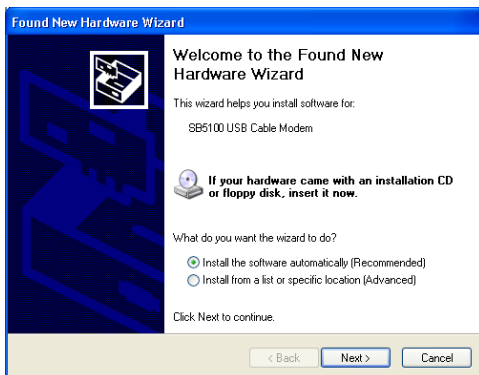 Found New Hardware Wizard
Welcome to the Found New
Hardware Wizard
This wizard helps you install software for:
SB5100 USB Cable Modem
If your hardware came with an installation CD
or floppy disk, insert it now.
What do you want the wizard to do?
Install the software automatically (Recommended)
Install from a list or specific location (Advanced)
Click Next to continue.
< Back
Next >
Cancel